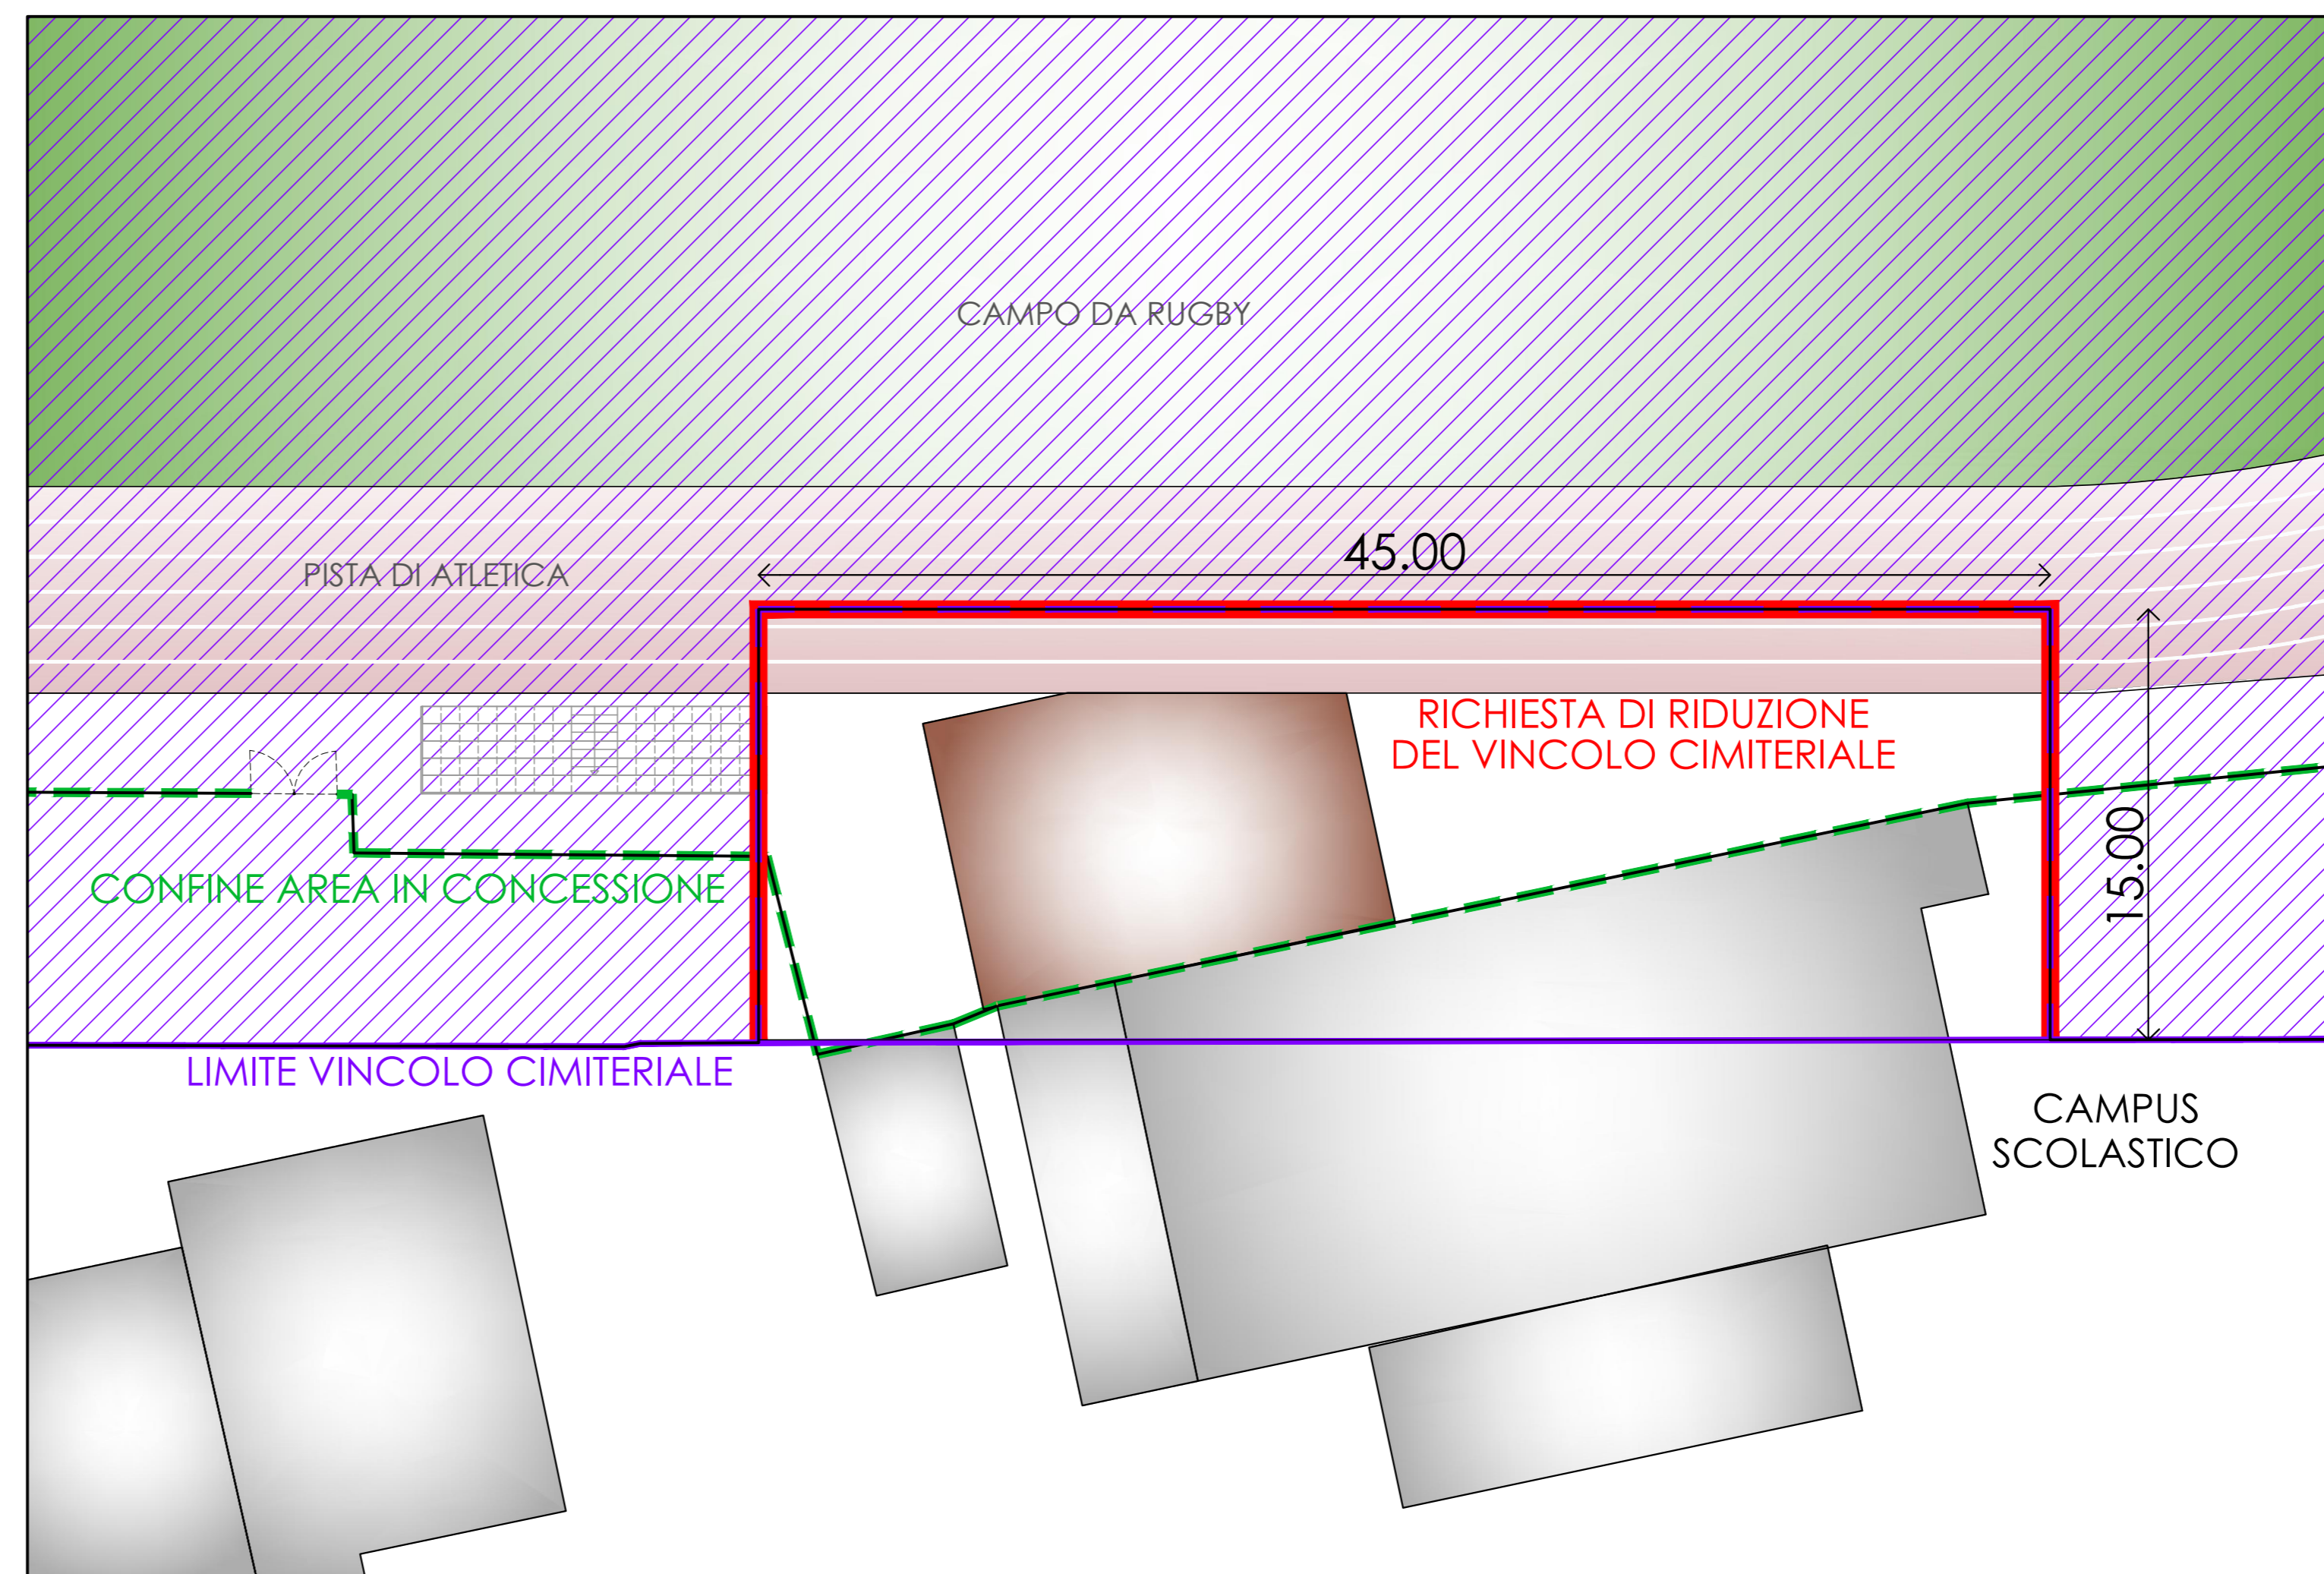 CAMPO DA RUGBY
45.00
PISTA DI ATLETICA
RICHIESTA DI RIDUZIONE
DEL VINCOLO CIMITERIALE
15.00
CONFINE AREA IN CONCESSIONE
LIMITE VINCOLO CIMITERIALE
CAMPUS
SCOLASTICO